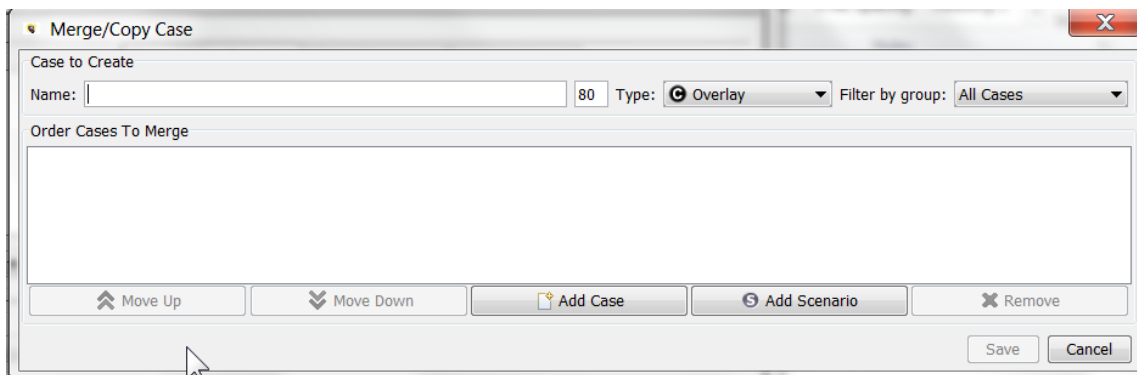 Merge/Copy Case
Case to Create
Name: 80 Type: C Overlay Filter by group: All Cases
Order Cases To Merge
Move Up Move Down Add Case S Add Scenario Remove
Save Cancel